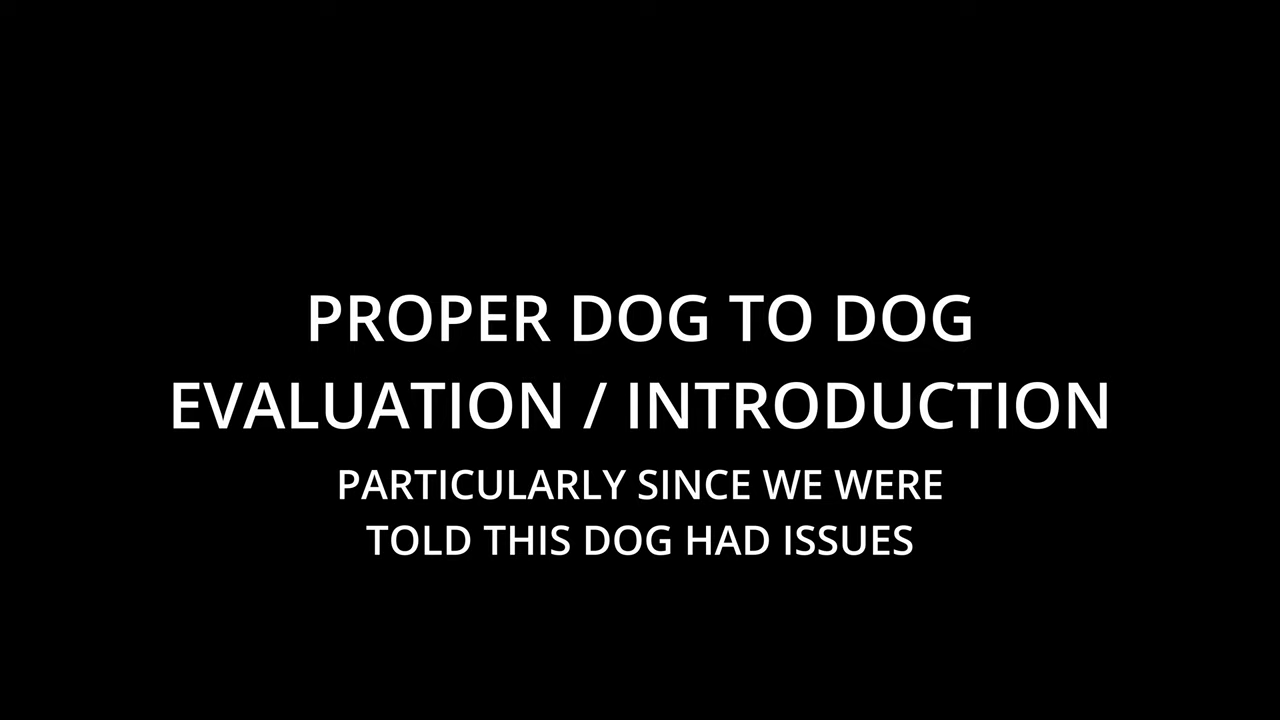 PROPER DOG TO DOG
EVALUATION / INTRODUCTION
PARTICULARLY SINCE WE WERE
TOLD THIS DOG HAD ISSUES